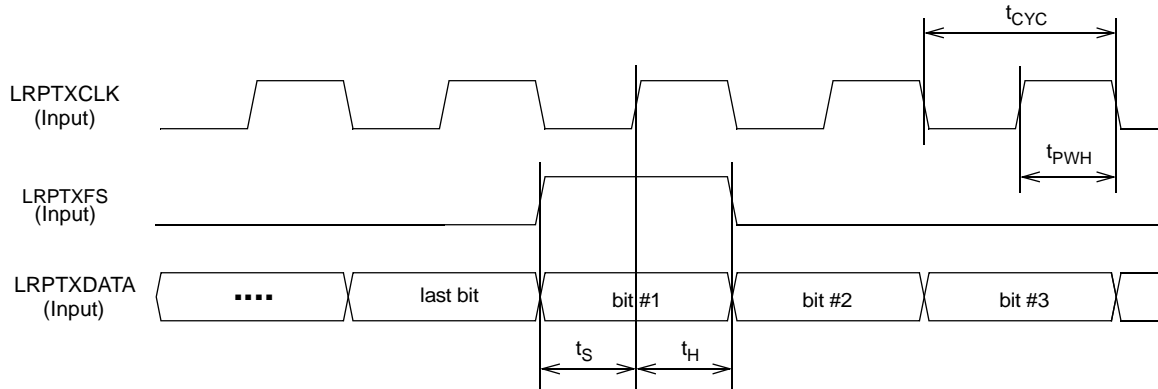 tCYC
LRPTXCLK
(Input)
tPWH
LRPTXFS
(Input)
LRPTXDATA
(Input)
....
last bit
bit #1
bit #2
bit #3
tS
tH